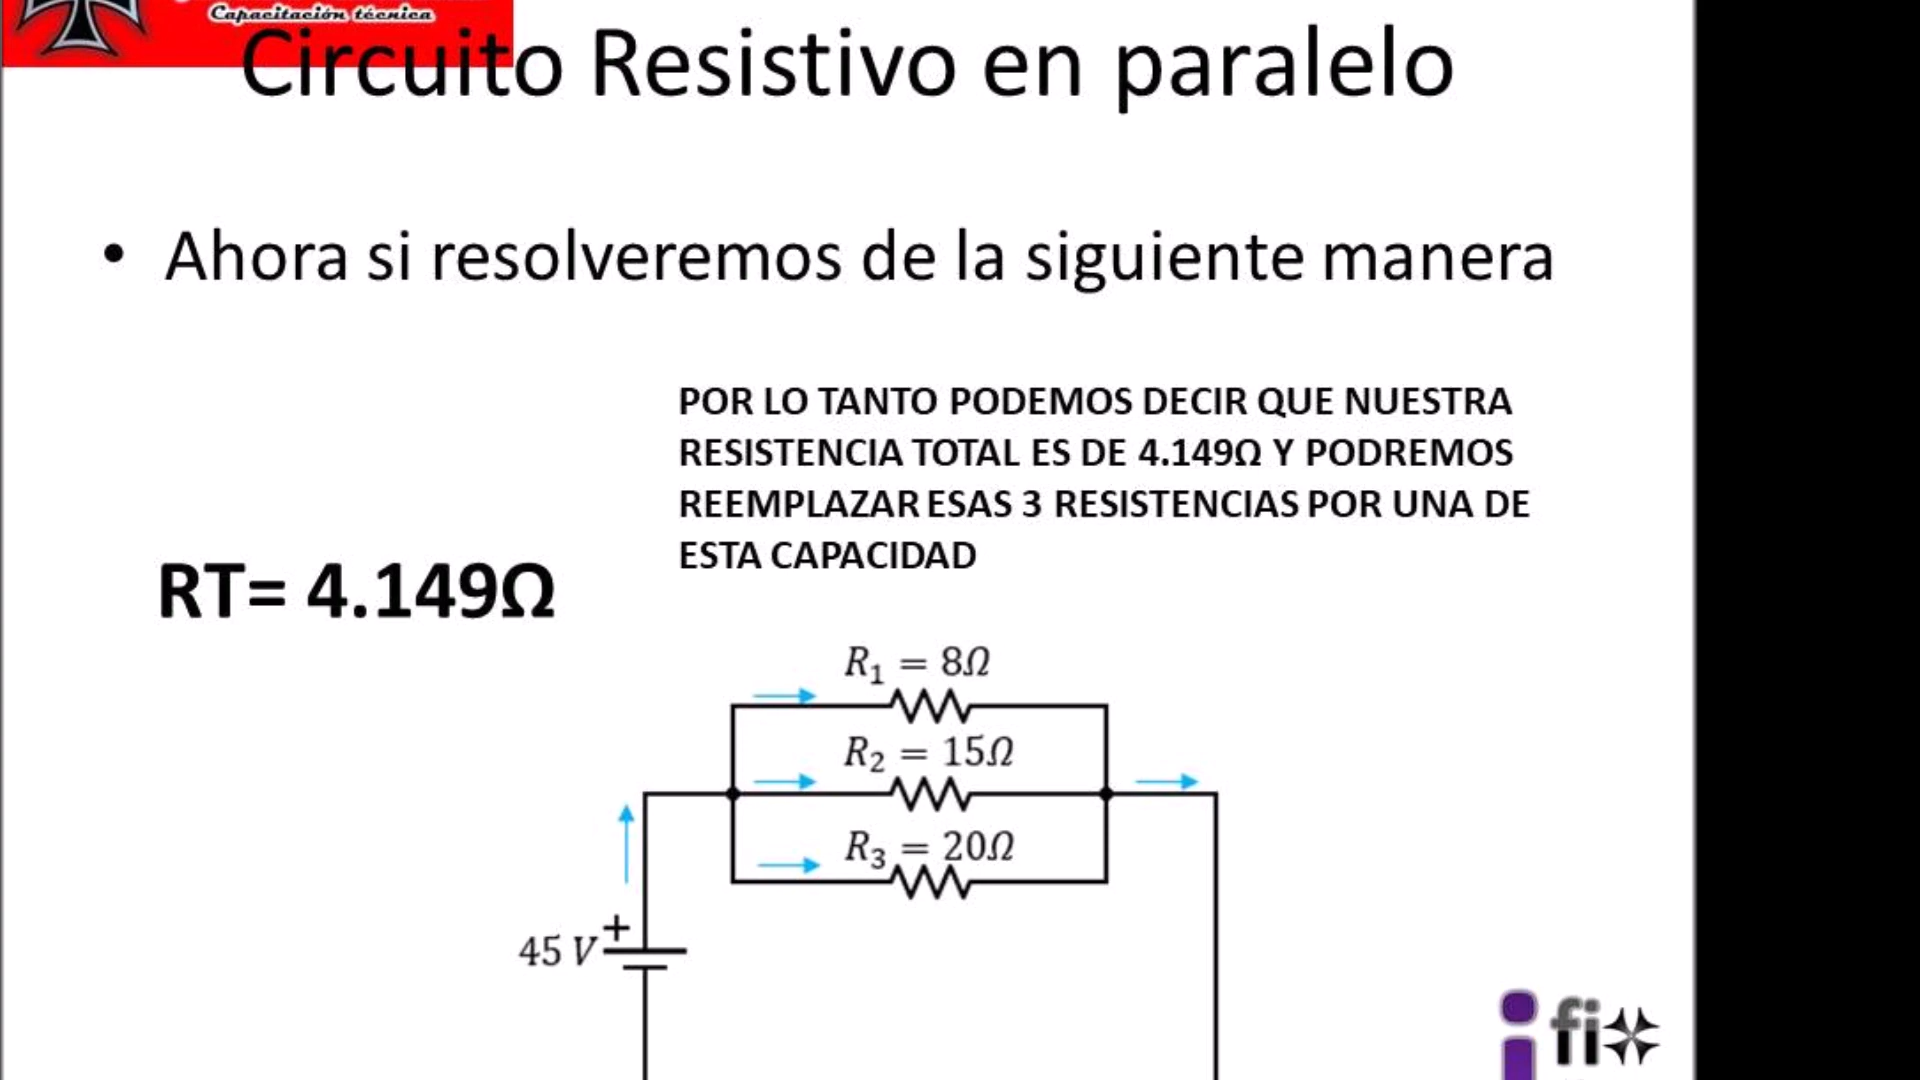 Capacitación técnica
Circuito Resistivo en paralelo
• Ahora si resolveremos de la siguiente manera
POR LO TANTO PODEMOS DECIR QUE NUESTRA
RESISTENCIA TOTAL ES DE 4.149Ω Y PODREMOS
REEMPLAZAR ESAS 3 RESISTENCIAS POR UNA DE
ESTA CAPACIDAD
RT= 4.149Ω
R₁ = 8Ω
R₂ = 15Ω
R₃ = 20Ω
45 V
+
fi